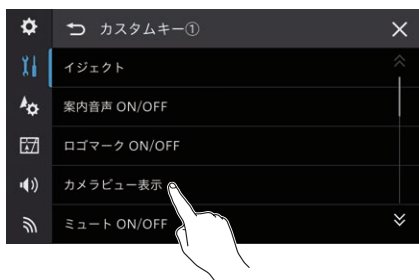 カスタムキー①
イジェクト
案内音声 ON/OFF
ロゴマーク ON/OFF
カメラビュー表示
ミュート ON/OFF